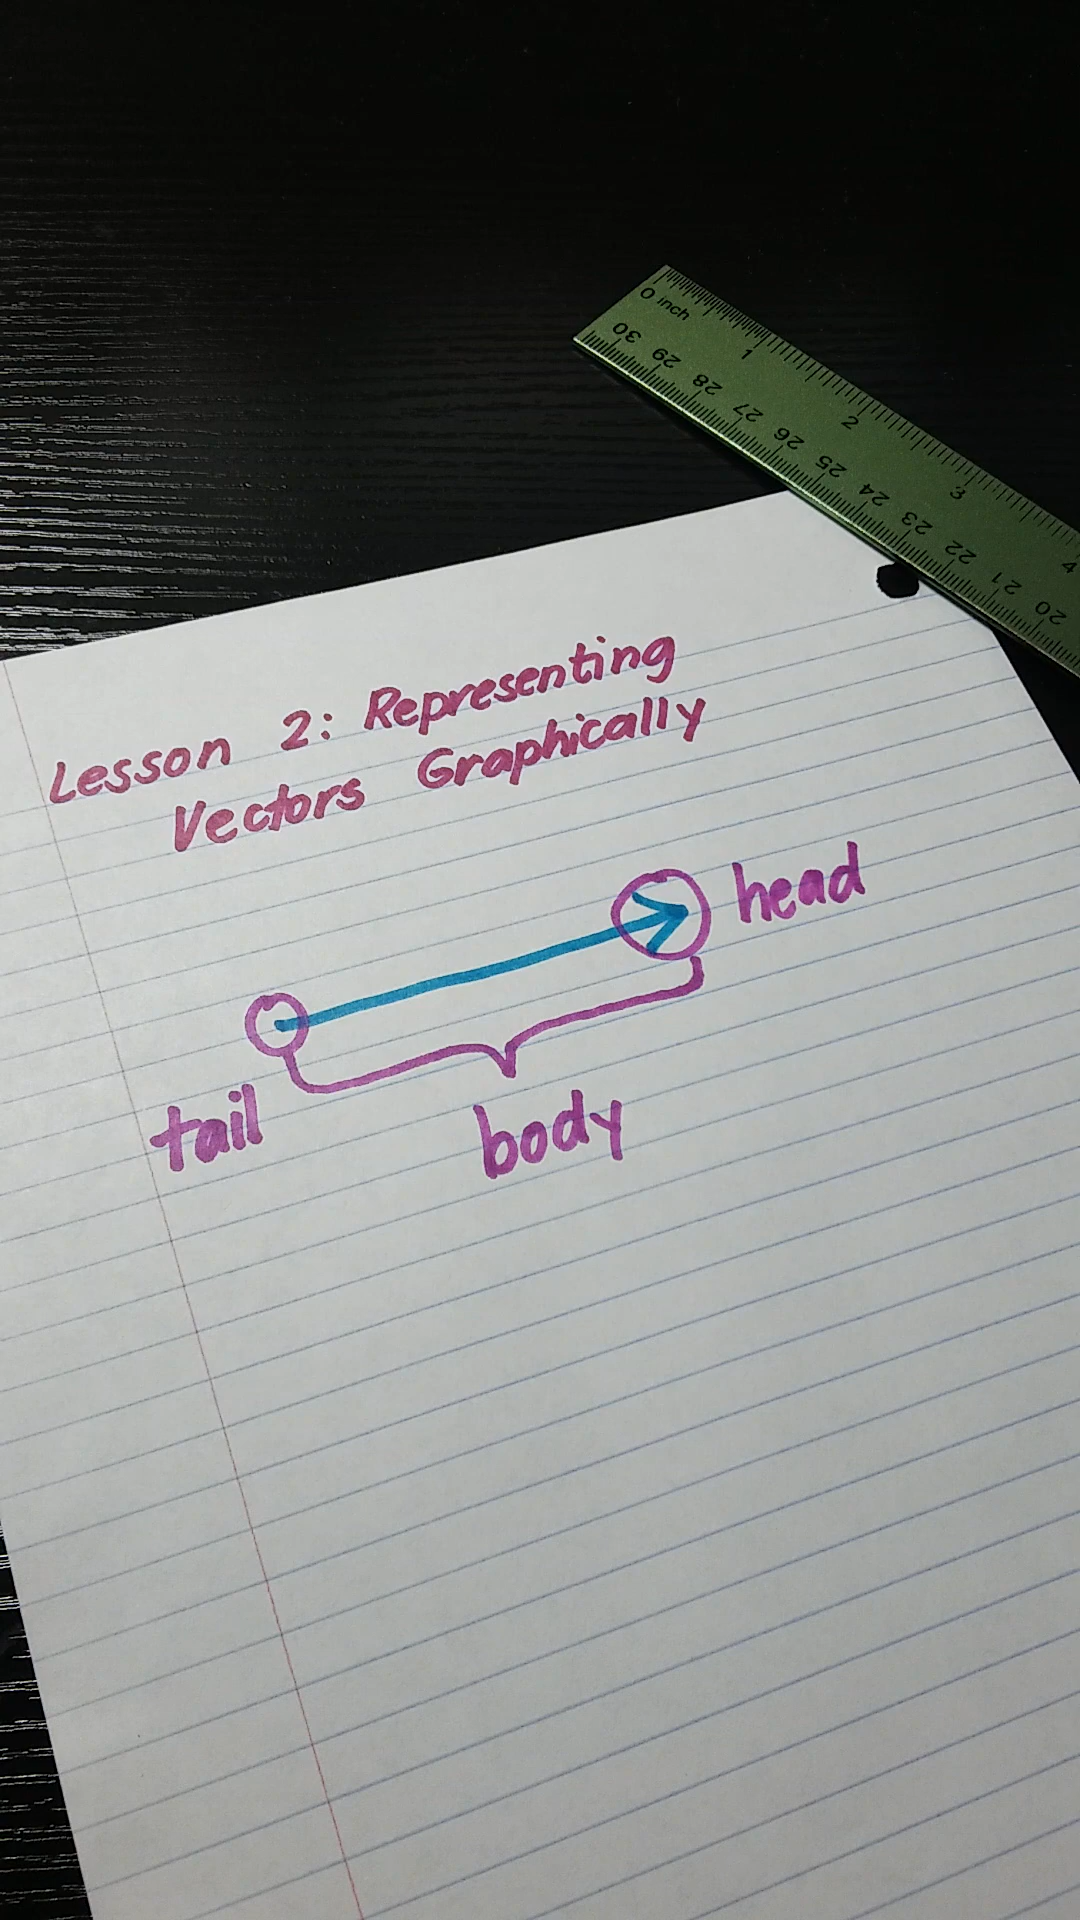 0 inch 1 2 3 4
30 29 28 27 26 25 24 23 22 21 20
Lesson 2: Representing
Vectors Graphically
head
tail
body